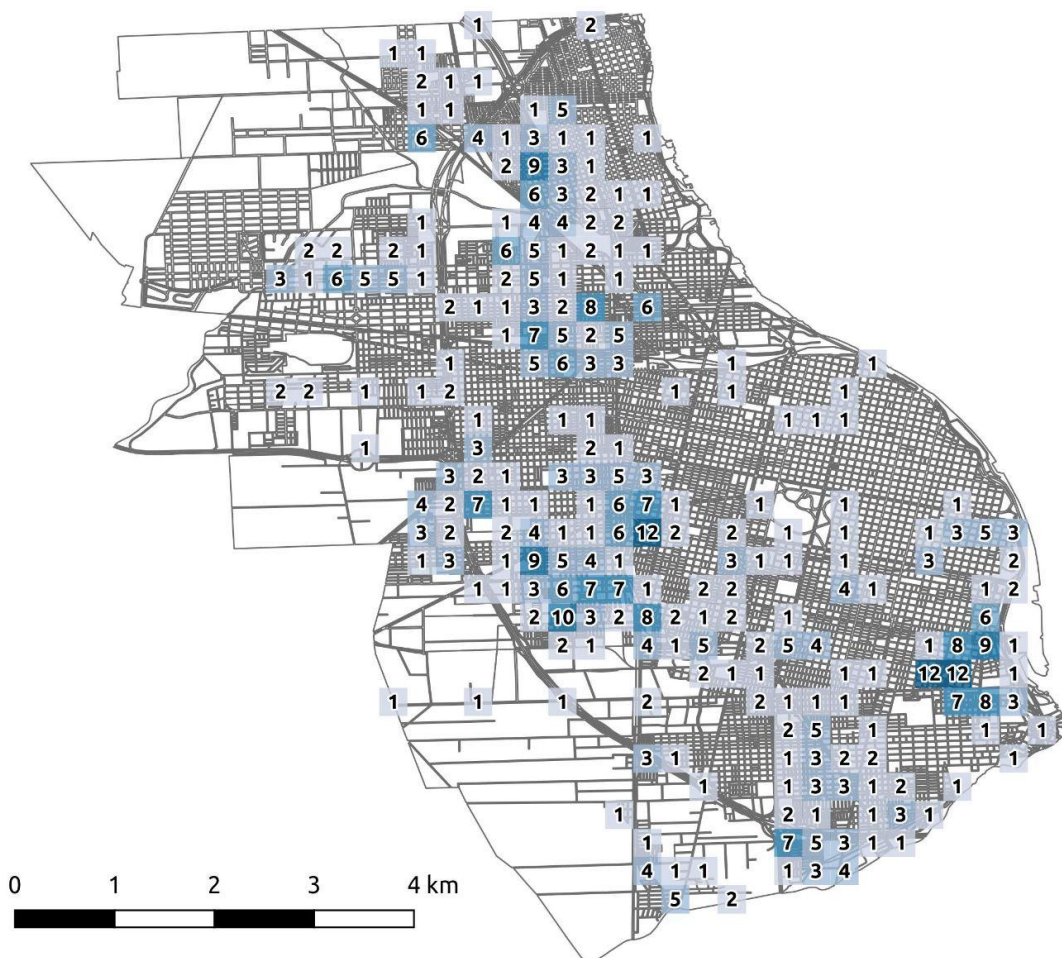 1 2
1 1
2 1 1
1 1 1 5
6 4 1 3 1 1 1
2 9 3 1
6 3 2 1 1
1 1 4 4 2 2
2 2 2 1 6 5 1 2 1 1
3 1 6 5 5 1 2 5 1 1
2 1 1 3 2 8 6
1 7 5 2 5
1 5 6 3 3 1 1
2 2 1 1 2 1 1 1
1 1 1 1 1 1
1 3 2 1
3 2 1 3 3 5 3
4 2 7 1 1 1 6 7 1 1 1 1
3 2 2 4 1 1 6 12 2 2 1 1 1 3 5 3
1 3 1 9 5 4 1 3 1 1 1 3 2
1 1 3 6 7 7 1 2 2 4 1 1 2
2 10 3 2 8 2 1 2 1 6
2 1 4 1 5 2 5 4 1 8 9 1
2 1 1 1 1 12 12 1
1 1 1 2 2 1 1 1 7 8 3
2 5 1 1 1
3 1 1 3 2 2 1
1 1 3 3 1 2 1
1 2 1 1 3 1
1 7 5 3 1 1
4 1 1 1 3 4
5 2
0 1 2 3 4 km